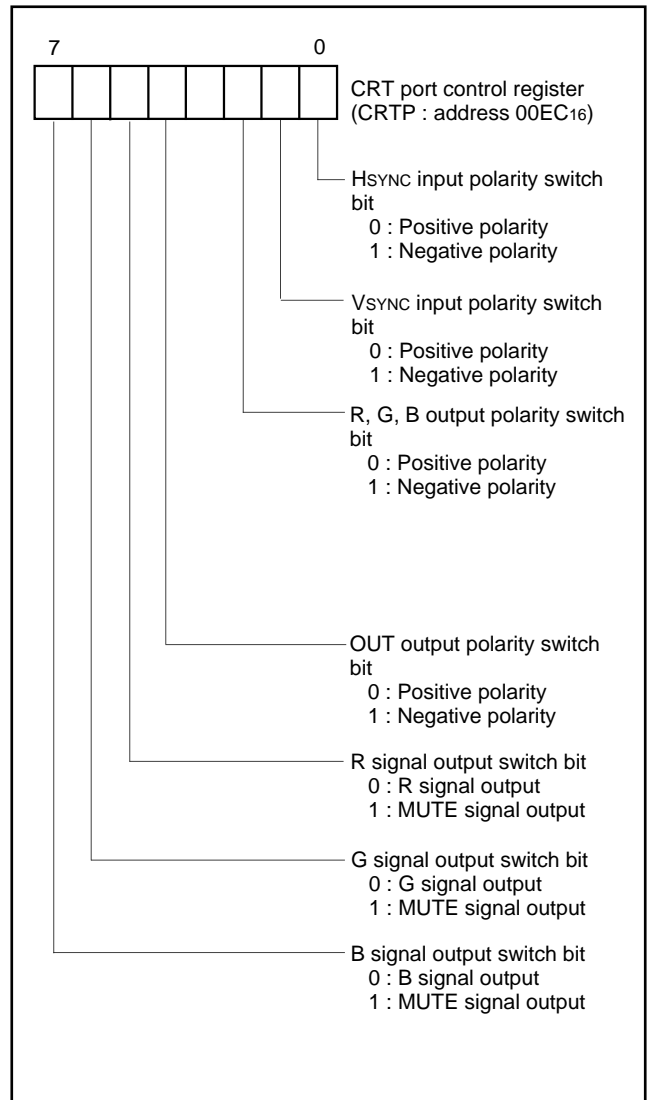 7 0
CRT port control register
(CRTP : address 00EC16)
HSYNC input polarity switch
bit
0 : Positive polarity
1 : Negative polarity
VSYNC input polarity switch
bit
0 : Positive polarity
1 : Negative polarity
R, G, B output polarity switch
bit
0 : Positive polarity
1 : Negative polarity
OUT output polarity switch
bit
0 : Positive polarity
1 : Negative polarity
R signal output switch bit
0 : R signal output
1 : MUTE signal output
G signal output switch bit
0 : G signal output
1 : MUTE signal output
B signal output switch bit
0 : B signal output
1 : MUTE signal output